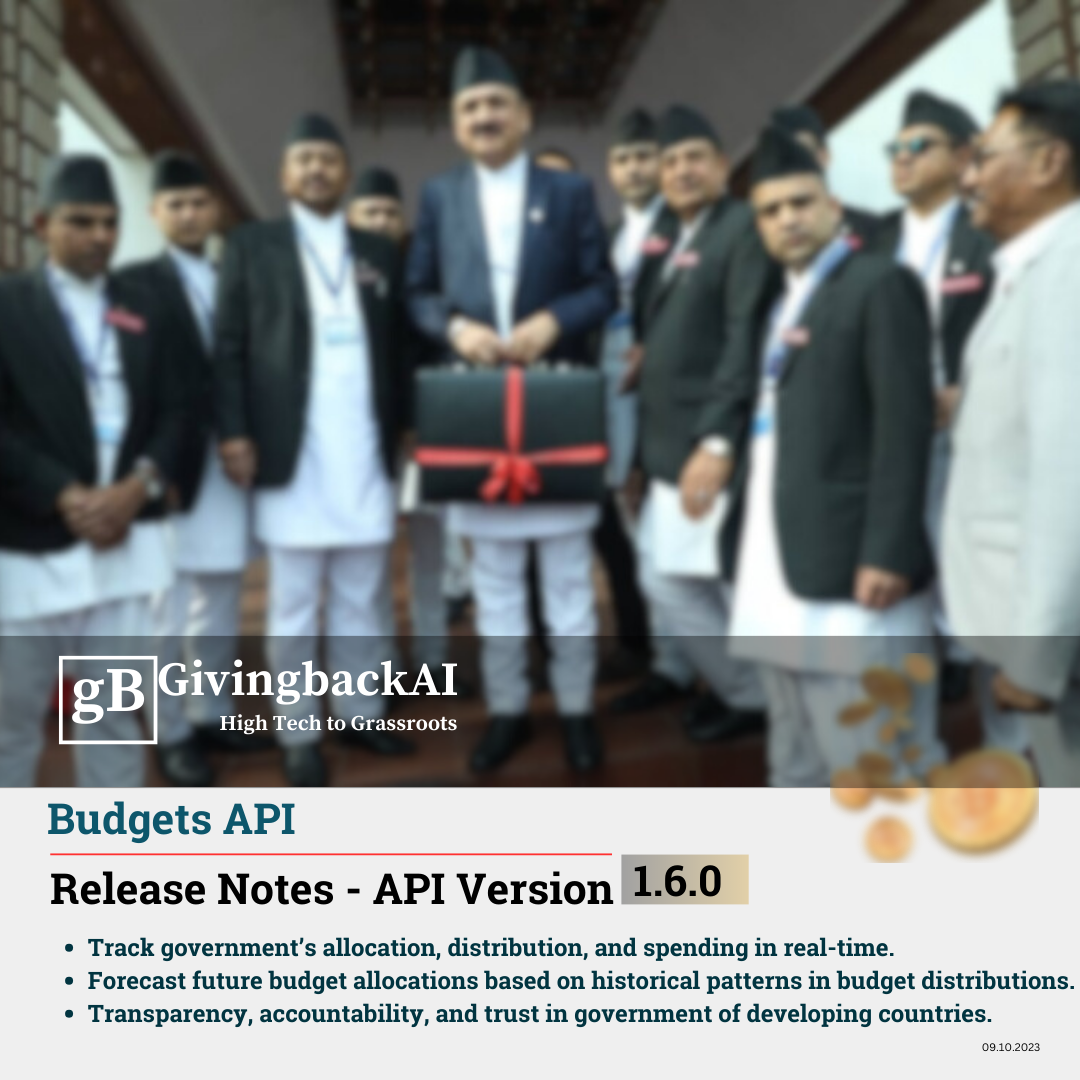 gB
GivingbackAI
High Tech to Grassroots
Budgets API
Release Notes - API Version 1.6.0
• Track government’s allocation, distribution, and spending in real-time.
• Forecast future budget allocations based on historical patterns in budget distributions.
• Transparency, accountability, and trust in government of developing countries.
09.10.2023